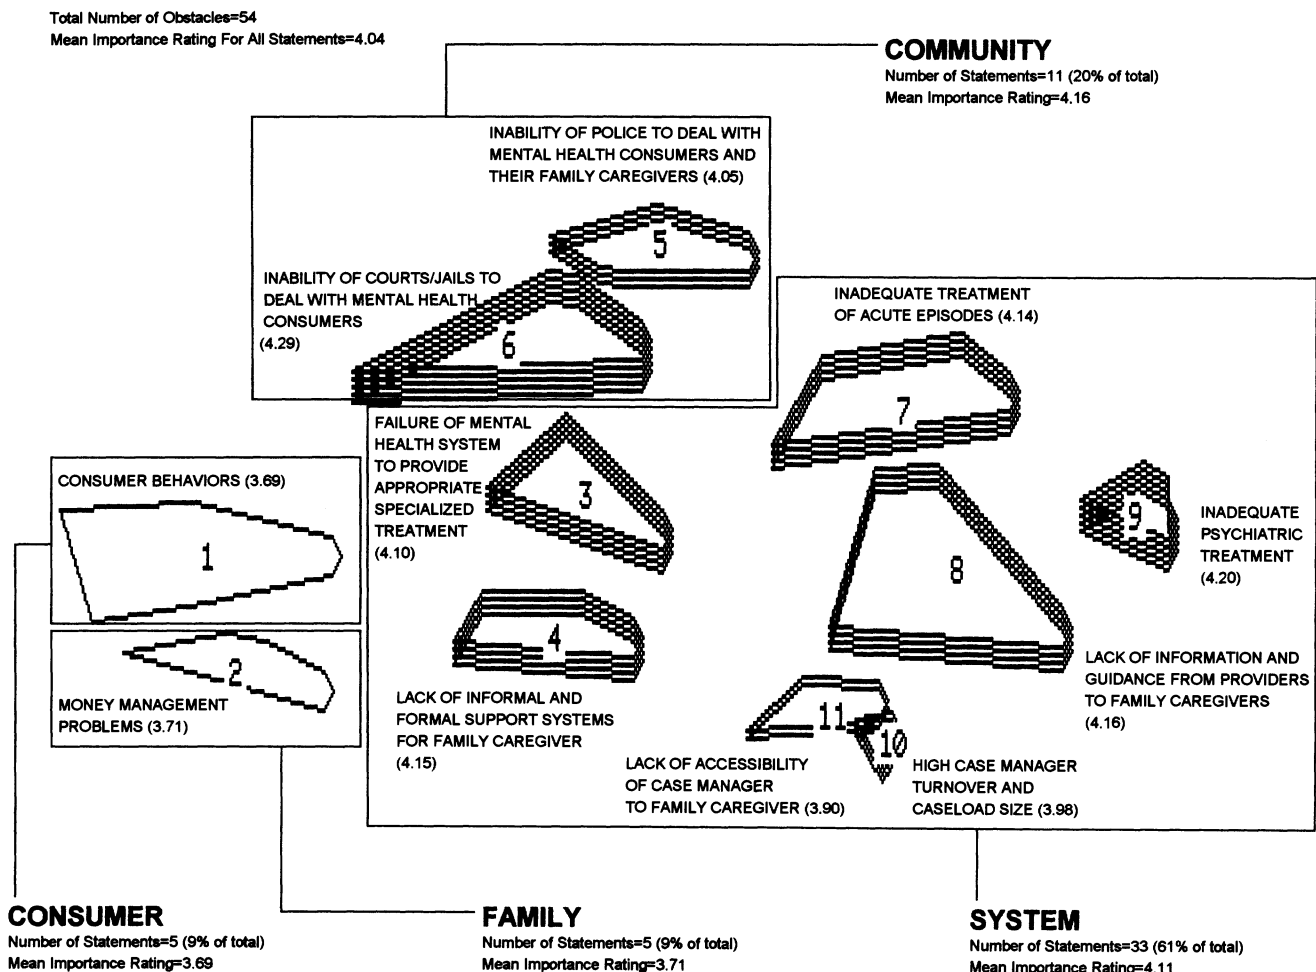 Total Number of Obstacles=54
Mean Importance Rating For All Statements=4.04
COMMUNITY
Number of Statements=11 (20% of total)
Mean Importance Rating=4.16
INABILITY OF POLICE TO DEAL WITH
MENTAL HEALTH CONSUMERS AND
THEIR FAMILY CAREGIVERS (4.05)
5
INABILITY OF COURTS/JAILS TO
DEAL WITH MENTAL HEALTH
CONSUMERS
(4.29)
6
INADEQUATE TREATMENT
OF ACUTE EPISODES (4.14)
7
FAILURE OF MENTAL
HEALTH SYSTEM
TO PROVIDE
APPROPRIATE
SPECIALIZED
TREATMENT
(4.10)
3
CONSUMER BEHAVIORS (3.69)
1
8
9
INADEQUATE
PSYCHIATRIC
TREATMENT
(4.20)
4
2
MONEY MANAGEMENT
PROBLEMS (3.71)
LACK OF INFORMAL AND
FORMAL SUPPORT SYSTEMS
FOR FAMILY CAREGIVER
(4.15)
LACK OF INFORMATION AND
GUIDANCE FROM PROVIDERS
TO FAMILY CAREGIVERS
(4.16)
11
10
LACK OF ACCESSIBILITY
OF CASE MANAGER
TO FAMILY CAREGIVER (3.90)
HIGH CASE MANAGER
TURNOVER AND
CASELOAD SIZE (3.98)
CONSUMER
Number of Statements=5 (9% of total)
Mean Importance Rating=3.69
FAMILY
Number of Statements=5 (9% of total)
Mean Importance Rating=3.71
SYSTEM
Number of Statements=33 (61% of total)
Mean Importance Rating=4.11